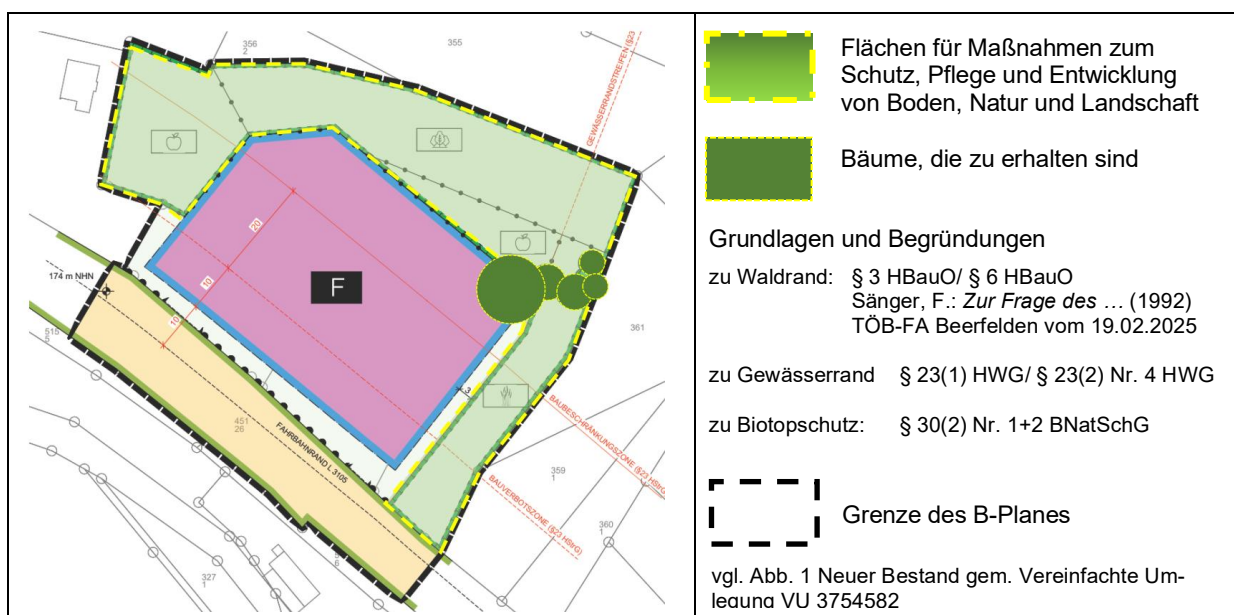 356
2
355
GEWÄSSERRANDSTREIFEN (§23
20
10
F
174 m NHN
10
515
5
361
3
451
26
FAHRBAHNRAND L 3105
BAUBESCHRÄNKUNGSZONE (§23 HStrG)
BAUVERBOTSZONE (§23 HStrG)
359
1
360
1
327
1
Flächen für Maßnahmen zum
Schutz, Pflege und Entwicklung
von Boden, Natur und Landschaft
Bäume, die zu erhalten sind
Grundlagen und Begründungen
zu Waldrand: § 3 HBauO/ § 6 HBauO
Sänger, F.: Zur Frage des … (1992)
TÖB-FA Beerfelden vom 19.02.2025
zu Gewässerrand § 23(1) HWG/ § 23(2) Nr. 4 HWG
zu Biotopschutz: § 30(2) Nr. 1+2 BNatSchG
Grenze des B-Planes
vgl. Abb. 1 Neuer Bestand gem. Vereinfachte Um-
legung VU 3754582